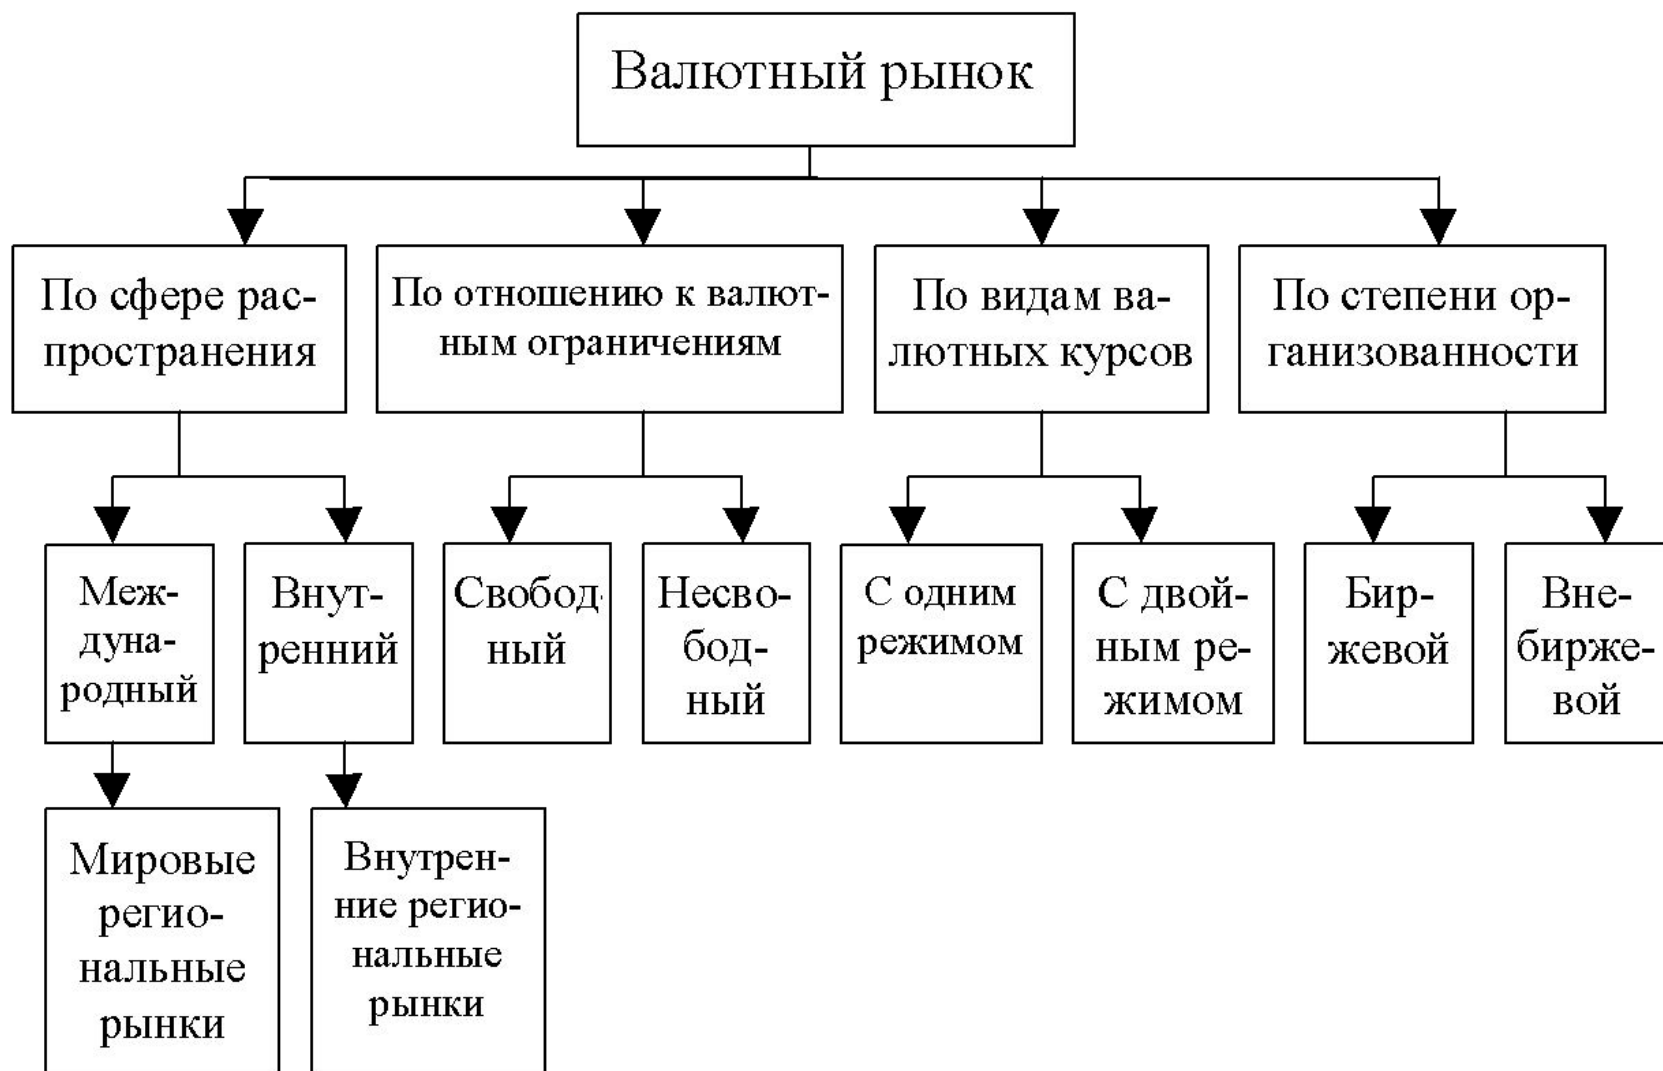 Валютный рынок
По сфере рас-
пространения
По отношению к валют-
ным ограничениям
По видам ва-
лютных курсов
По степени ор-
ганизованности
Меж-
дуна-
родный
Внут-
ренний
Свобод-
ный
Несво-
бод-
ный
С одним
режимом
С двой-
ным ре-
жимом
Бир-
жевой
Вне-
бирже-
вой
Мировые
регио-
нальные
рынки
Внутрен-
ние регио-
нальные
рынки